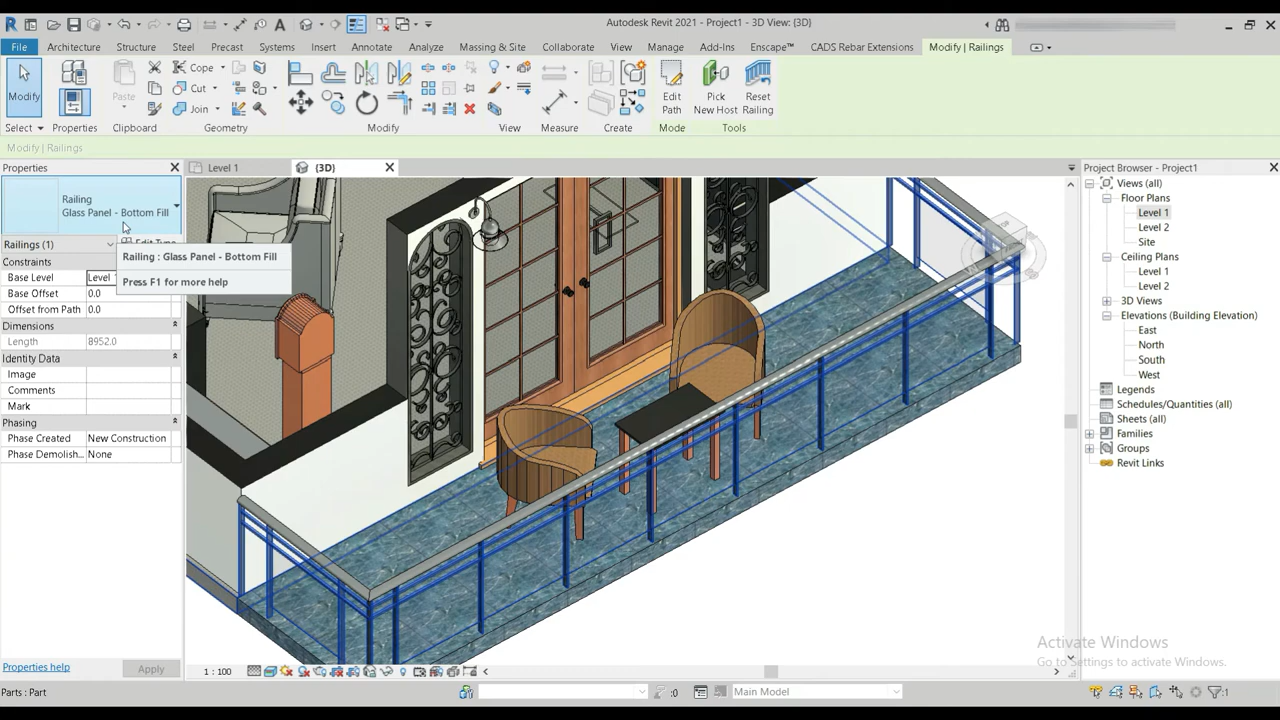 Autodesk Revit 2021 - Project1 - 3D View: {3D}
File Architecture Structure Steel Precast Systems Insert Annotate Analyze Massing & Site Collaborate View Manage Add-Ins Enscape™ CADS Rebar Extensions Modify | Railings
Modify Paste Cope Cut Join Edit Path Pick New Host Reset Railing
Select Properties Clipboard Geometry Modify View Measure Create Mode Tools
Modify | Railings
Properties
Level 1
{3D}
Project Browser - Project1
Railing
Glass Panel - Bottom Fill
Railings (1)
Edit Type
Railing : Glass Panel - Bottom Fill
Press F1 for more help
Constraints
Base Level Level
Base Offset 0.0
Offset from Path 0.0
Dimensions
Length 8952.0
Identity Data
Image
Comments
Mark
Phasing
Phase Created New Construction
Phase Demolish... None
Properties help
Apply
Views (all)
Floor Plans
Level 1
Level 2
Site
Ceiling Plans
Level 1
Level 2
3D Views
Elevations (Building Elevation)
East
North
South
West
Legends
Schedules/Quantities (all)
Sheets (all)
Families
Groups
Revit Links
Activate Windows
Go to Settings to activate Windows.
1 : 100
Parts : Part
:0
Main Model
:1